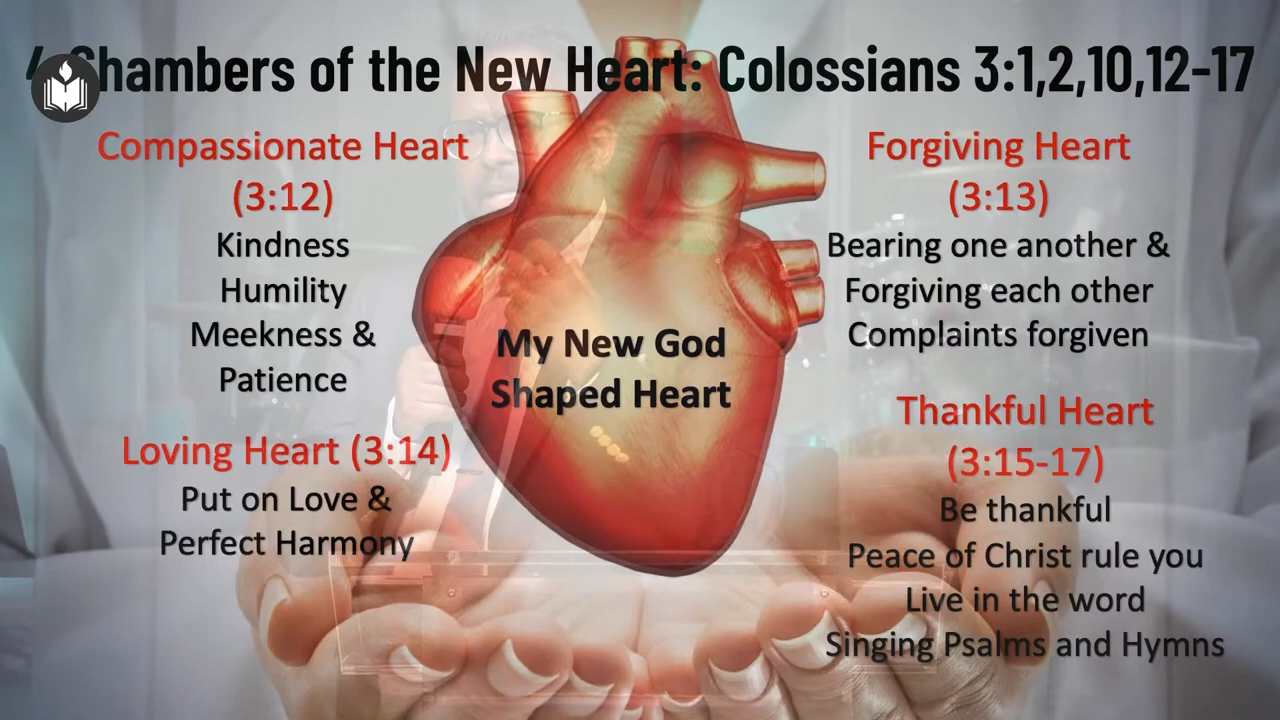 4 Chambers of the New Heart: Colossians 3:1,2,10,12-17
Compassionate Heart
(3:12)
Kindness
Humility
Meekness &
Patience
Loving Heart (3:14)
Put on Love &
Perfect Harmony
My New God
Shaped Heart
Forgiving Heart
(3:13)
Bearing one another &
Forgiving each other
Complaints forgiven
Thankful Heart
(3:15-17)
Be thankful
Peace of Christ rule you
Live in the word
Singing Psalms and Hymns